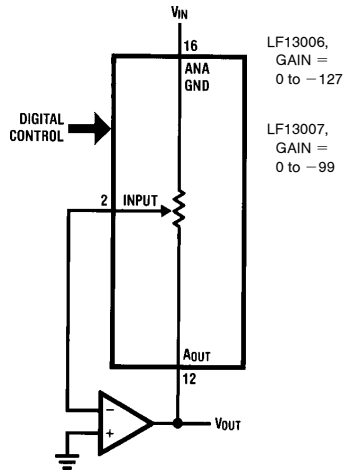 VIN
16
LF13006,
GAIN =
0 to −127
ANA
GND
DIGITAL
CONTROL
LF13007,
GAIN =
0 to −99
2
INPUT
AOUT
12
−
+
VOUT